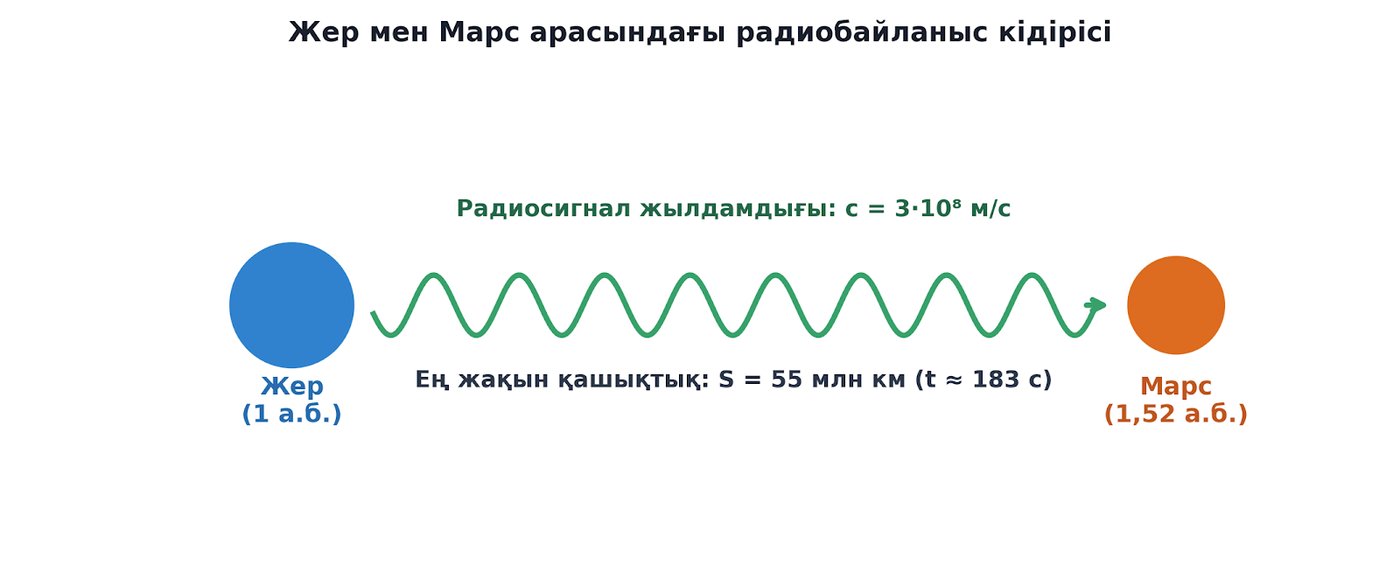 Жер мен Марс арасындағы радиобайланыс кідірісі
Радиосигнал жылдамдығы: c = 3·10⁸ м/с
Ең жақын қашықтық: S = 55 млн км (t ≈ 183 с)
Жер
(1 а.б.)
Марс
(1,52 а.б.)